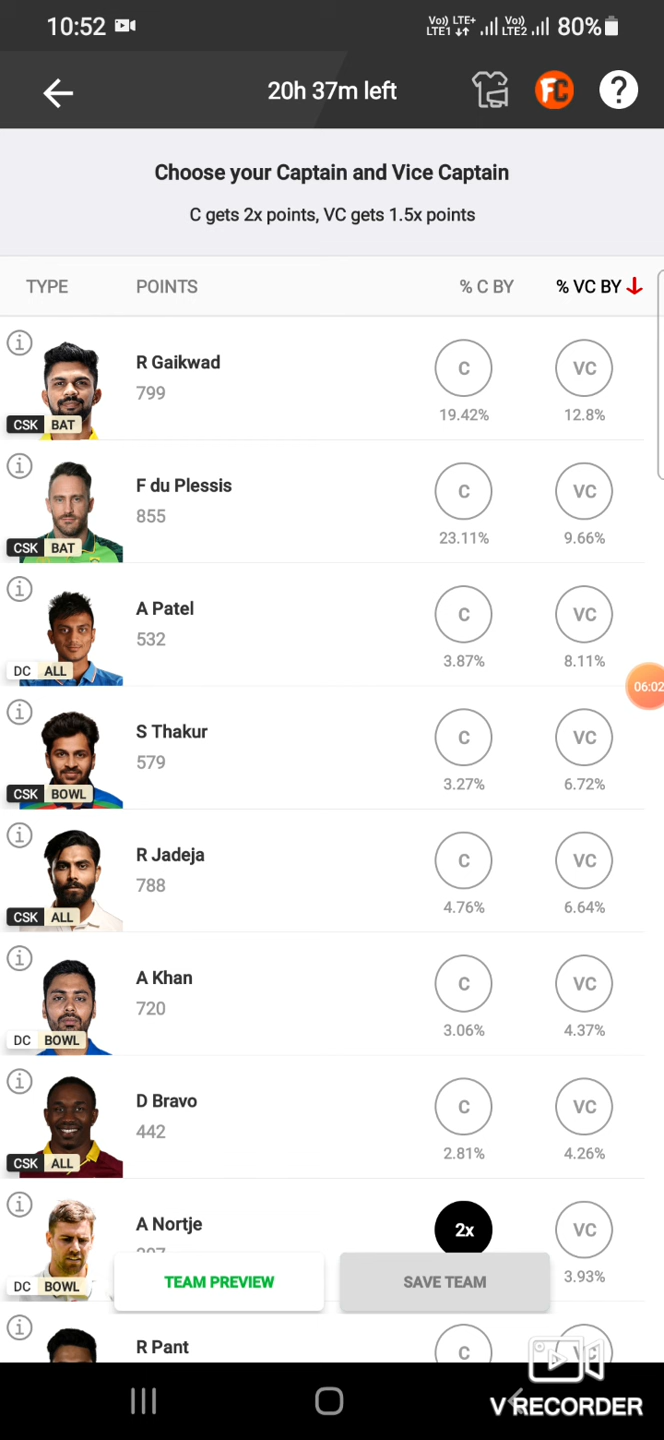 10:52
Vo)) LTE+
LTE1
Vo))
LTE2
80%
20h 37m left
FC
?
Choose your Captain and Vice Captain
C gets 2x points, VC gets 1.5x points
TYPE POINTS % C BY % VC BY
R Gaikwad
799
C VC
19.42% 12.8%
CSK BAT
F du Plessis
855
C VC
23.11% 9.66%
CSK BAT
A Patel
532
C VC
3.87% 8.11%
DC ALL
06:02
S Thakur
579
C VC
3.27% 6.72%
CSK BOWL
R Jadeja
788
C VC
4.76% 6.64%
CSK ALL
A Khan
720
C VC
3.06% 4.37%
DC BOWL
D Bravo
442
C VC
2.81% 4.26%
CSK ALL
A Nortje
2x VC
3.93%
DC BOWL
TEAM PREVIEW SAVE TEAM
R Pant
C VC
V RECORDER